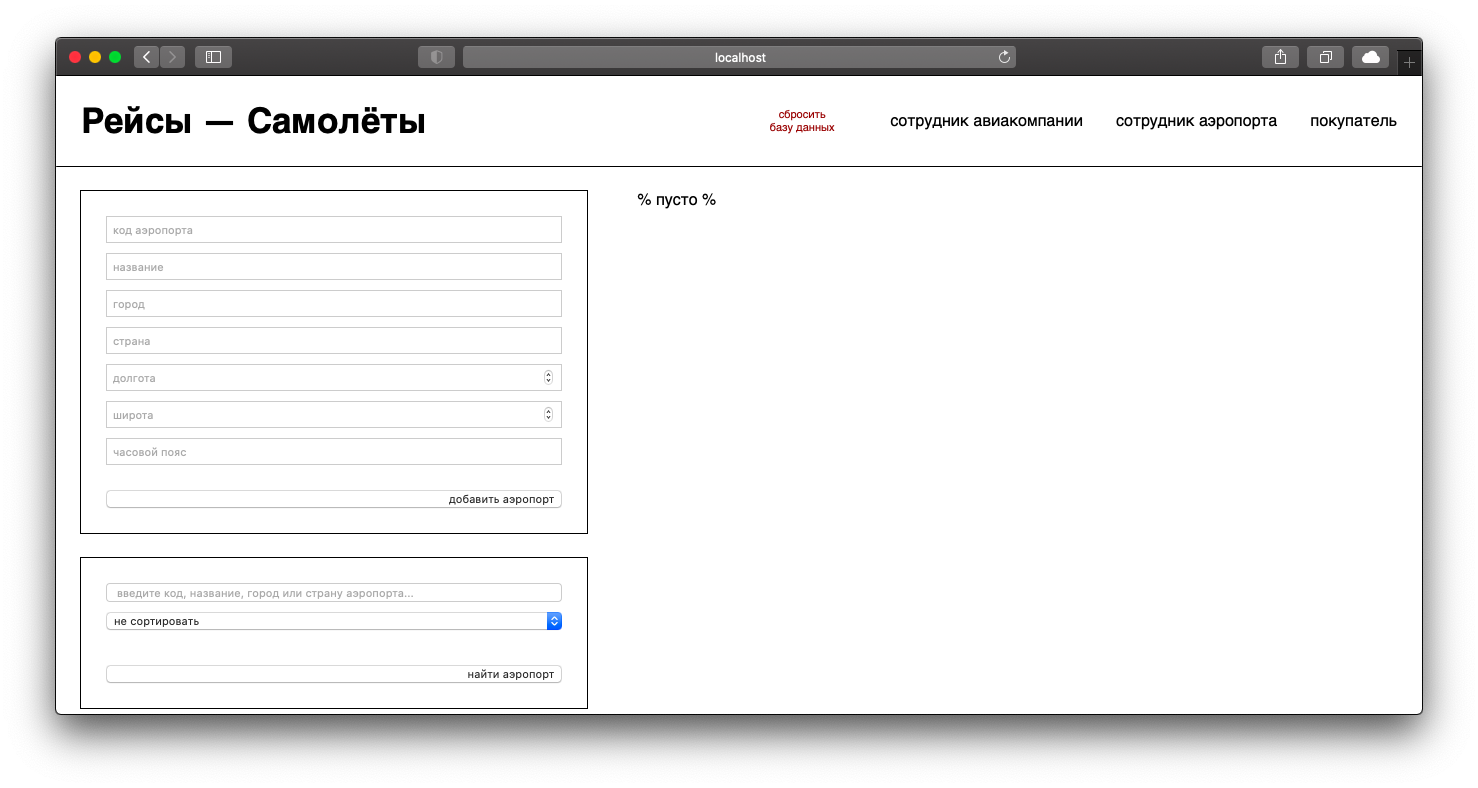 localhost
Рейсы — Самолёты
сбросить
базу данных
сотрудник авиакомпании
сотрудник аэропорта
покупатель
код аэропорта
название
город
страна
долгота
широта
часовой пояс
добавить аэропорт
введите код, название, город или страну аэропорта...
не сортировать
найти аэропорт
% пусто %